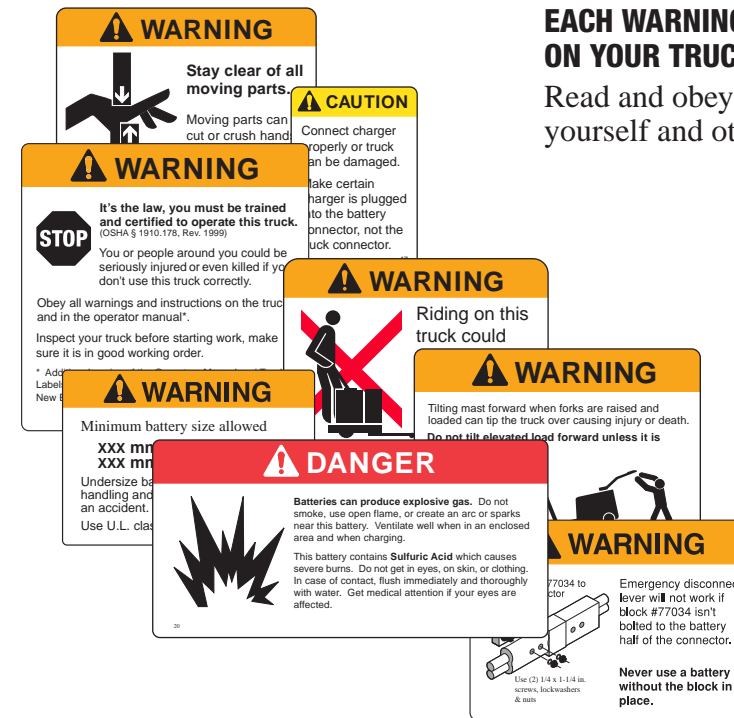 EACH WARNING
ON YOUR TRUC
Read and obey
yourself and ot
WARNING
Stay clear of all
moving parts.
Moving parts can
cut or crush hand
CAUTION
Connect charger
properly or truck
can be damaged.
Make certain
charger is plugged
into the battery
connector, not the
truck connector.
WARNING
STOP
It's the law, you must be trained
and certified to operate this truck.
(OSHA § 1910.178, Rev. 1999)
You or people around you could be
seriously injured or even killed if you
don't use this truck correctly.
Obey all warnings and instructions on the truc
and in the operator manual*.
Inspect your truck before starting work, make
sure it is in good working order.
Labels
New
WARNING
Riding on this
truck could
WARNING
Tilting mast forward when forks are raised and
loaded can tip the truck over causing injury or death.
Do not tilt elevated load forward unless it is
WARNING
Minimum battery size allowed
XXX mm
XXX mm
Undersize ba
handling and
an accident.
Use U.L. clas
DANGER
Batteries can produce explosive gas. Do not
smoke, use open flame, or create an arc or sparks
near this battery. Ventilate well when in an enclosed
area and when charging.
This battery contains Sulfuric Acid which causes
severe burns. Do not get in eyes, on skin, or clothing.
In case of contact, flush immediately and thoroughly
with water. Get medical attention if your eyes are
affected.
20
WARNING
77034 to
ctor
Emergency disconnec
lever will not work if
block #77034 isn't
bolted to the battery
half of the connector.
Never use a battery
without the block in
place.
Use (2) 1/4 x 1-1/4 in.
screws, lockwashers
& nuts